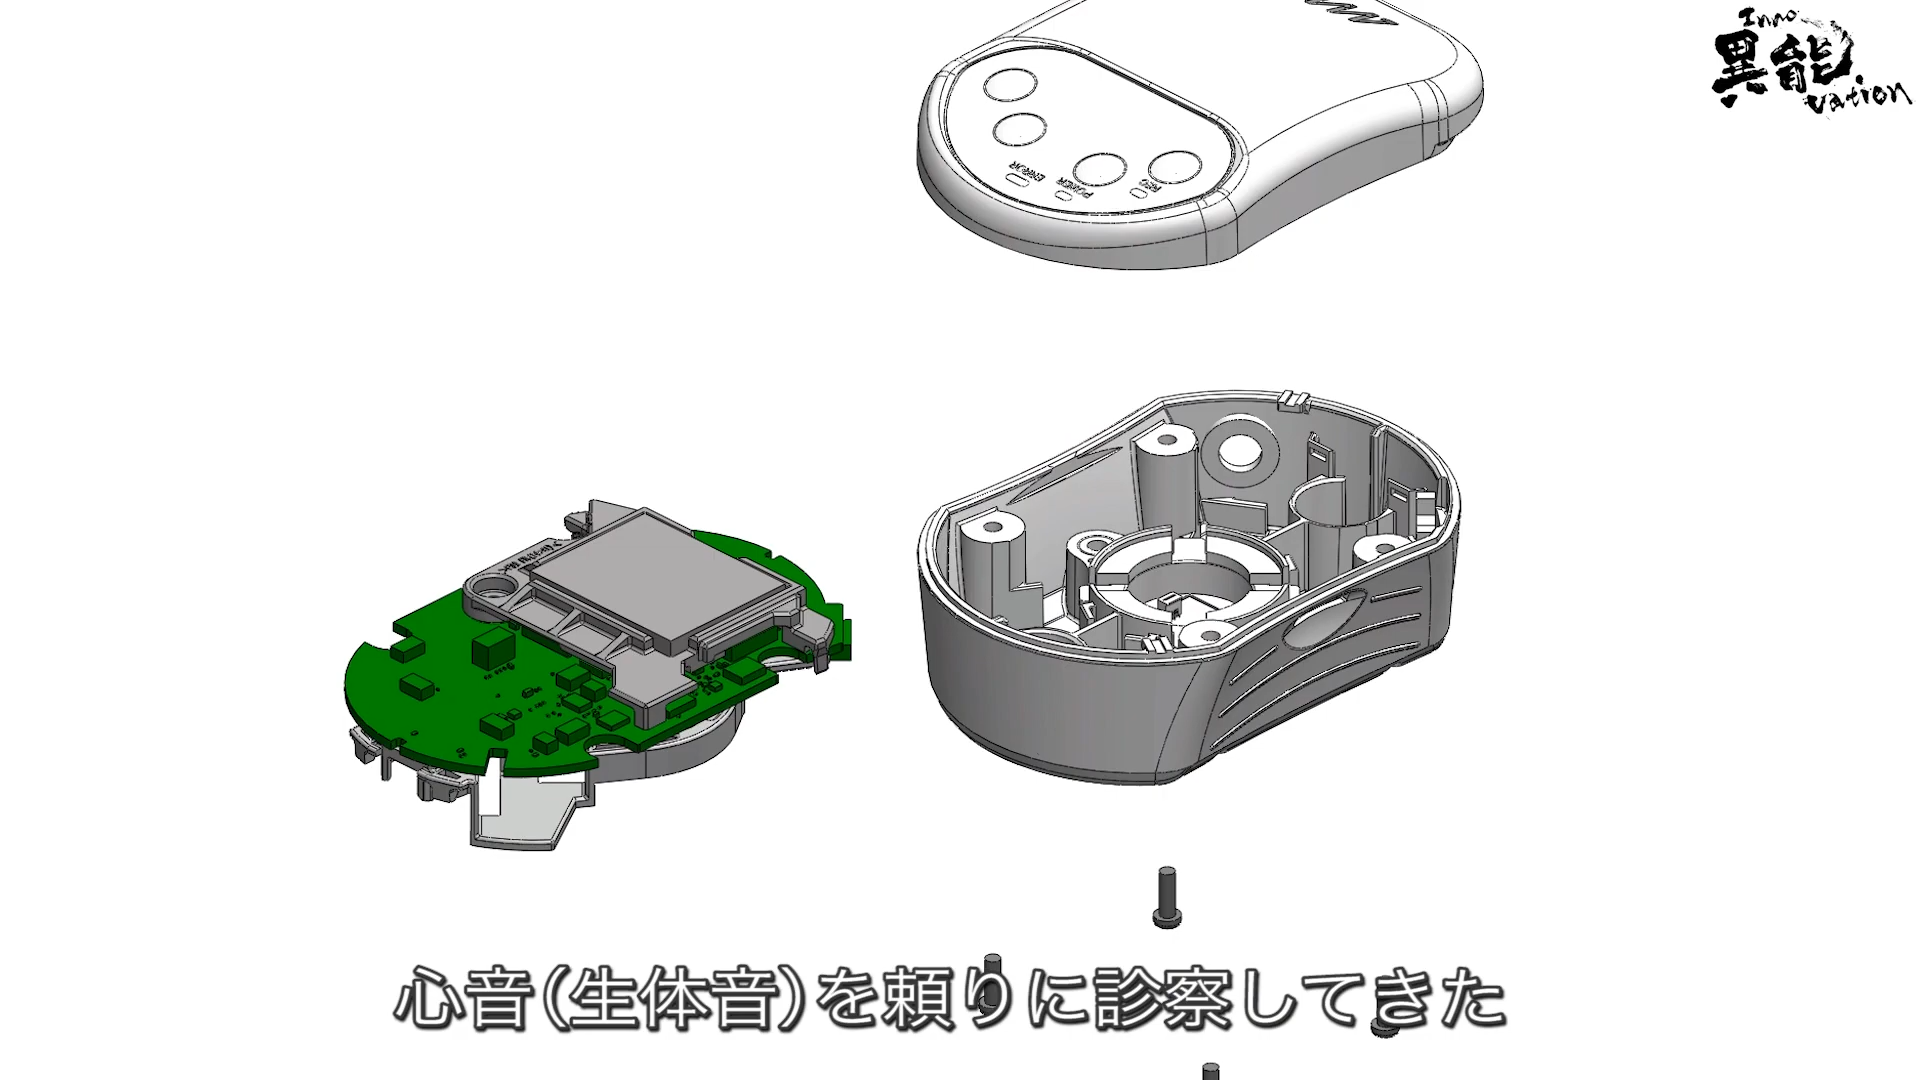 Inno
異能
vation
ERROR
POWER
REC
心音(生体音)を頼りに診察してきた